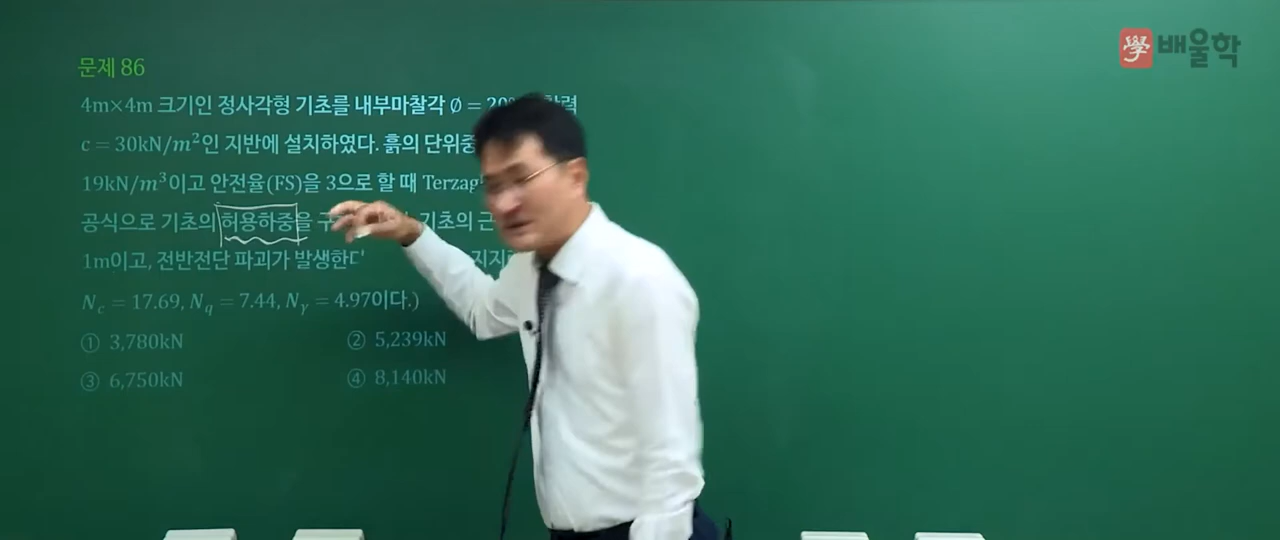 學 배울학
문제 86
4m×4m 크기인 정사각형 기초를 내부마찰각 ∅ = 20°
c = 30kN/m²인 지반에 설치하였다. 흙의 단위중
19kN/m³이고 안전율(FS)을 3으로 할 때 Terzag
공식으로 기초의 허용하중을 구 기초의 근
1m이고, 전반전단 파괴가 발생한다 지지
N_c = 17.69, N_q = 7.44, N_γ = 4.97이다.)
① 3,780kN ② 5,239kN
③ 6,750kN ④ 8,140kN